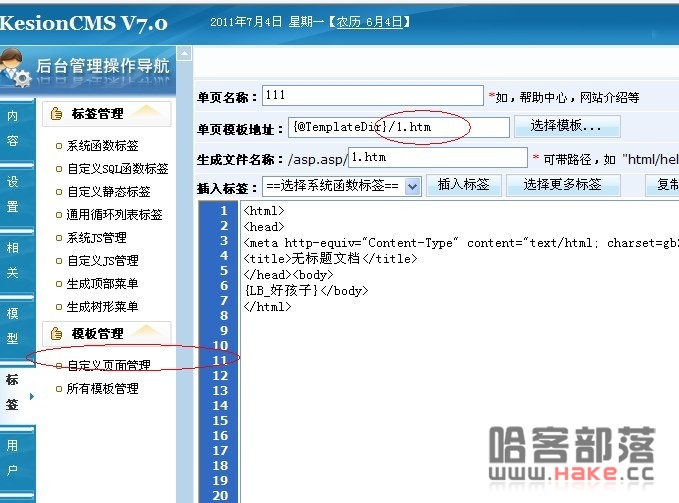 KesionCMS V7.0
2011年7月4日 星期一【农历 6月4日】
后台管理操作导航
内容
设置
相关
模型
标签
用户
标签管理
系统函数标签
自定义SQL函数标签
自定义静态标签
通用循环列表标签
系统JS管理
自定义JS管理
生成顶部菜单
生成树形菜单
模板管理
自定义页面管理
所有模板管理
单页名称： 111 *如，帮助中心，网站介绍等
单页模板地址： {@TemplateDir}/1.htm 选择模板...
生成文件名称：/asp.asp/ 1.htm * 可带路径，如 "html/hel
插入标签： ==选择系统函数标签== 插入标签 选择更多标签 复制
1 <html>
2 <head>
3 <meta http-equiv="Content-Type" content="text/html; charset=gb2
4 <title>无标题文档</title>
5 </head><body>
6 {LB_好孩子}</body>
7 </html>
8
9
10
11
12
13
14
15
16
17
18
19
20
哈客部落
www.Hake.cc